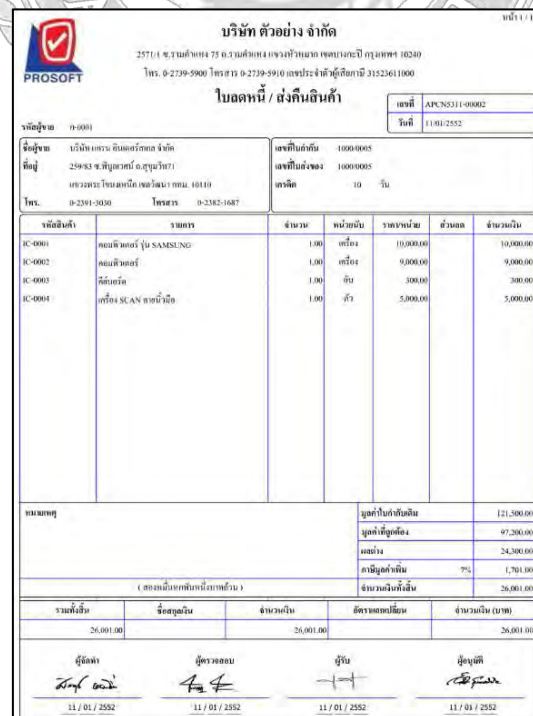 หน้า 1 / 1
PROSOFT
บริษัท ตัวอย่าง จำกัด
2571/1 ซ.รามคำแหง 75 ถ.รามคำแหง แขวงหัวหมาก เขตบางกะปิ กรุงเทพฯ 10240
โทร. 0-2739-5900 โทรสาร 0-2739-5910 เลขประจำตัวผู้เสียภาษี 31523611000
ใบลดหนี้ / ส่งคืนสินค้า
เลขที่ APCN5311-00002
วันที่ 11/01/2552
รหัสผู้ขาย ก-0001
ชื่อผู้ขาย จำกัด
ที่อยู่ 259/83 ซ.พิบูลเวศน์ ถ.สุขุมวิท71
แขวงพระโขนงเหนือ เขตวัฒนา กทม. 10110
โทร. 0-2391-3030 โทรสาร 0-2382-1687
เลขที่ใบกำกับ 1000/0005
เลขที่ใบส่งของ 1000/0005
เครดิต 10 วัน
รหัสสินค้า รายการ จำนวน หน่วยนับ ราคา/หน่วย ส่วนลด จำนวนเงิน
IC-0001 คอมพิวเตอร์ รุ่น SAMSUNG 1.00 เครื่อง 10,000.00 10,000.00
IC-0002 คอมพิวเตอร์ 1.00 เครื่อง 9,000.00 9,000.00
IC-0003 คีย์บอร์ด 1.00 อัน 300.00 300.00
IC-0004 เครื่อง SCAN ลายนิ้วมือ 1.00 ตัว 5,000.00 5,000.00
หมายเหตุ
มูลค่าใบกำกับเดิม 121,500.00
มูลค่าที่ถูกต้อง 97,200.00
ผลต่าง 24,300.00
ภาษีมูลค่าเพิ่ม 7% 1,701.00
( สองหมื่นหกพันหนึ่งบาทถ้วน ) จำนวนเงินทั้งสิ้น 26,001.00
รวมทั้งสิ้น ชื่อสกุลเงิน จำนวนเงิน อัตราแลกเปลี่ยน จำนวนเงิน (บาท)
26,001.00 26,001.00 26,001.00
ผู้จัดทำ ผู้ตรวจสอบ ผู้รับ ผู้อนุมัติ
11 / 01 / 2552 11 / 01 / 2552 11 / 01 / 2552 11 / 01 / 2552